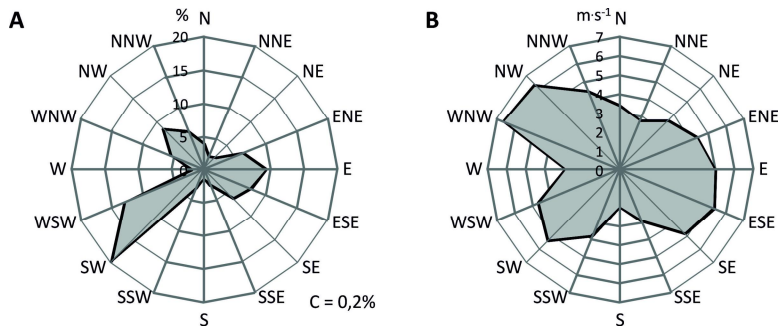 A
%
N
NNE
NE
ENE
E
ESE
SE
SSE
S
SSW
SW
WSW
W
WNW
NW
NNW
20
15
10
5
0
C = 0,2%
B
m·s⁻¹
N
NNE
NE
ENE
E
ESE
SE
SSE
S
SSW
SW
WSW
W
WNW
NW
NNW
7
6
5
4
3
2
1
0